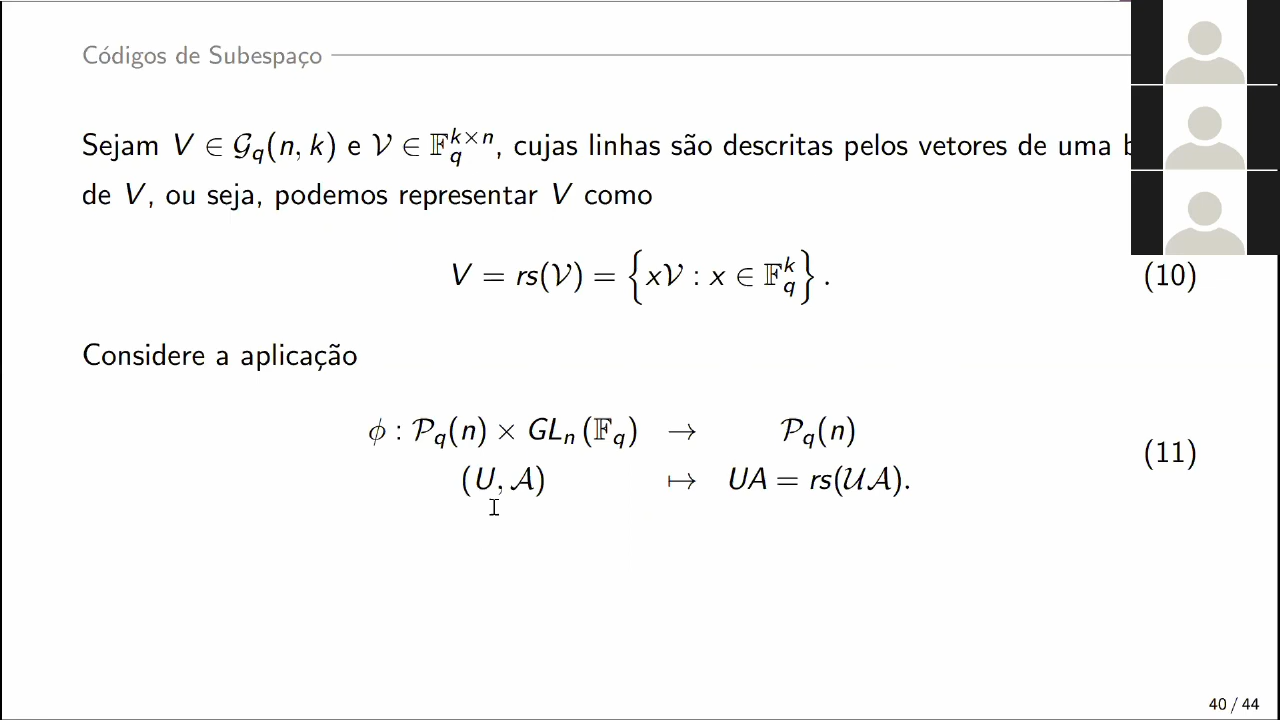 Códigos de Subespaço
Sejam V ∈ 𝒢_q(n, k) e 𝒱 ∈ 𝔽_q^{k×n}, cujas linhas são descritas pelos vetores de uma
de V, ou seja, podemos representar V como
V = rs(𝒱) = {x𝒱 : x ∈ 𝔽_q^k}. (10)
Considere a aplicação
ϕ : 𝒫_q(n) × GL_n(𝔽_q) → 𝒫_q(n)
(U, 𝒜) ↦ UA = rs(𝒰𝒜). (11)
40 / 44